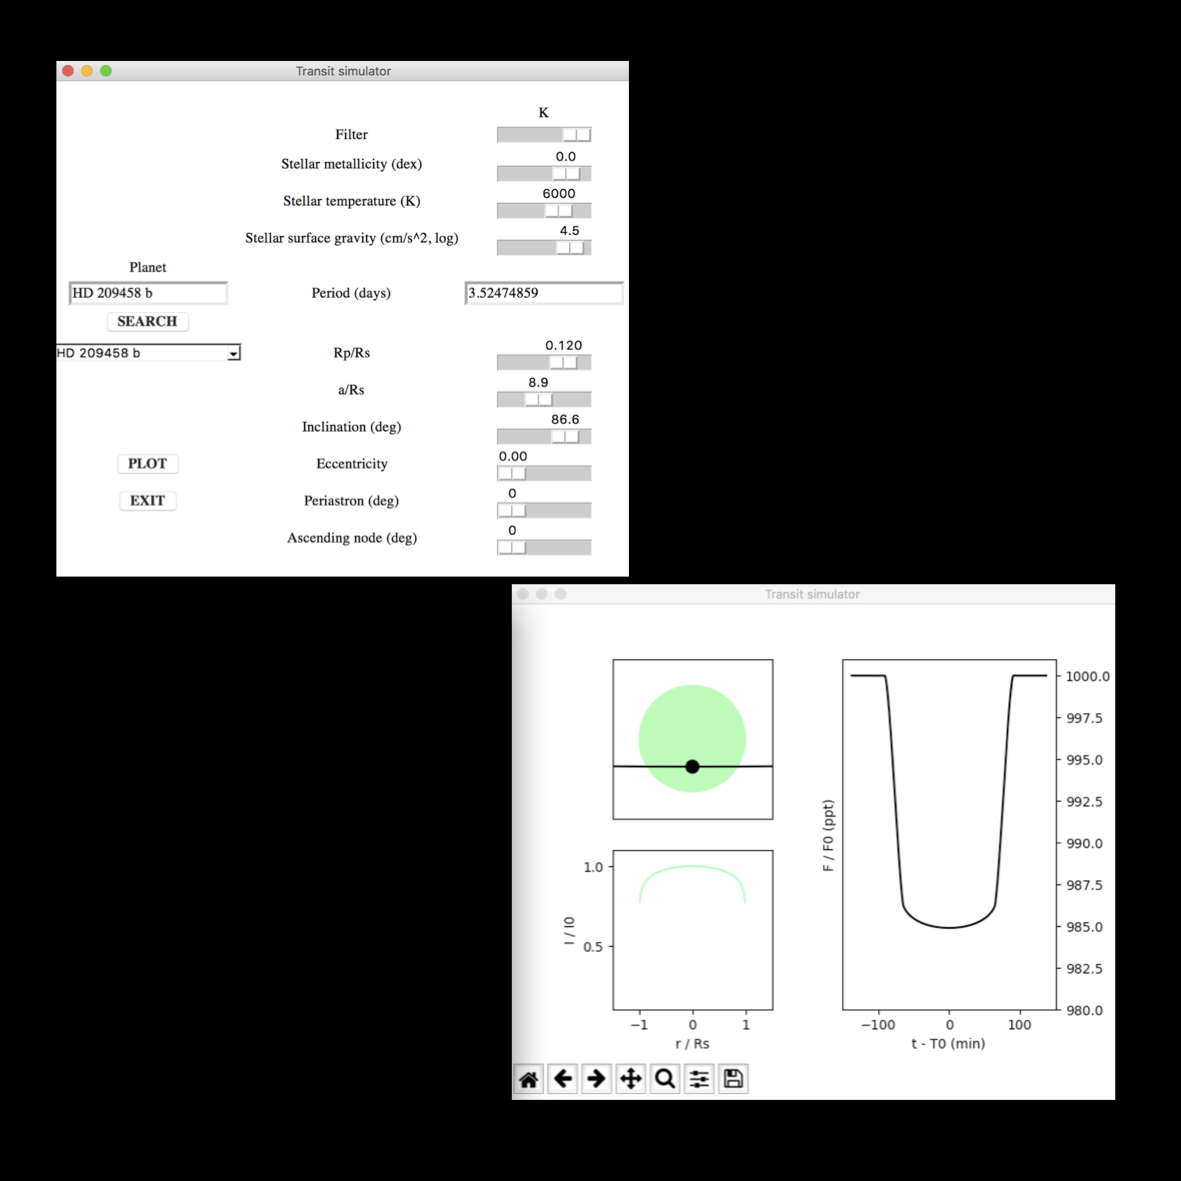 Transit simulator
K
Filter
0.0
Stellar metallicity (dex)
6000
Stellar temperature (K)
4.5
Stellar surface gravity (cm/s^2, log)
Planet
HD 209458 b
Period (days)
3.52474859
SEARCH
HD 209458 b
0.120
Rp/Rs
8.9
a/Rs
86.6
Inclination (deg)
0.00
PLOT
Eccentricity
0
EXIT
Periastron (deg)
0
Ascending node (deg)
Transit simulator
1.0
0.5
I / I0
−1 0 1
r / Rs
1000.0
997.5
995.0
992.5
990.0
987.5
985.0
982.5
980.0
F / F0 (ppt)
−100 0 100
t - T0 (min)